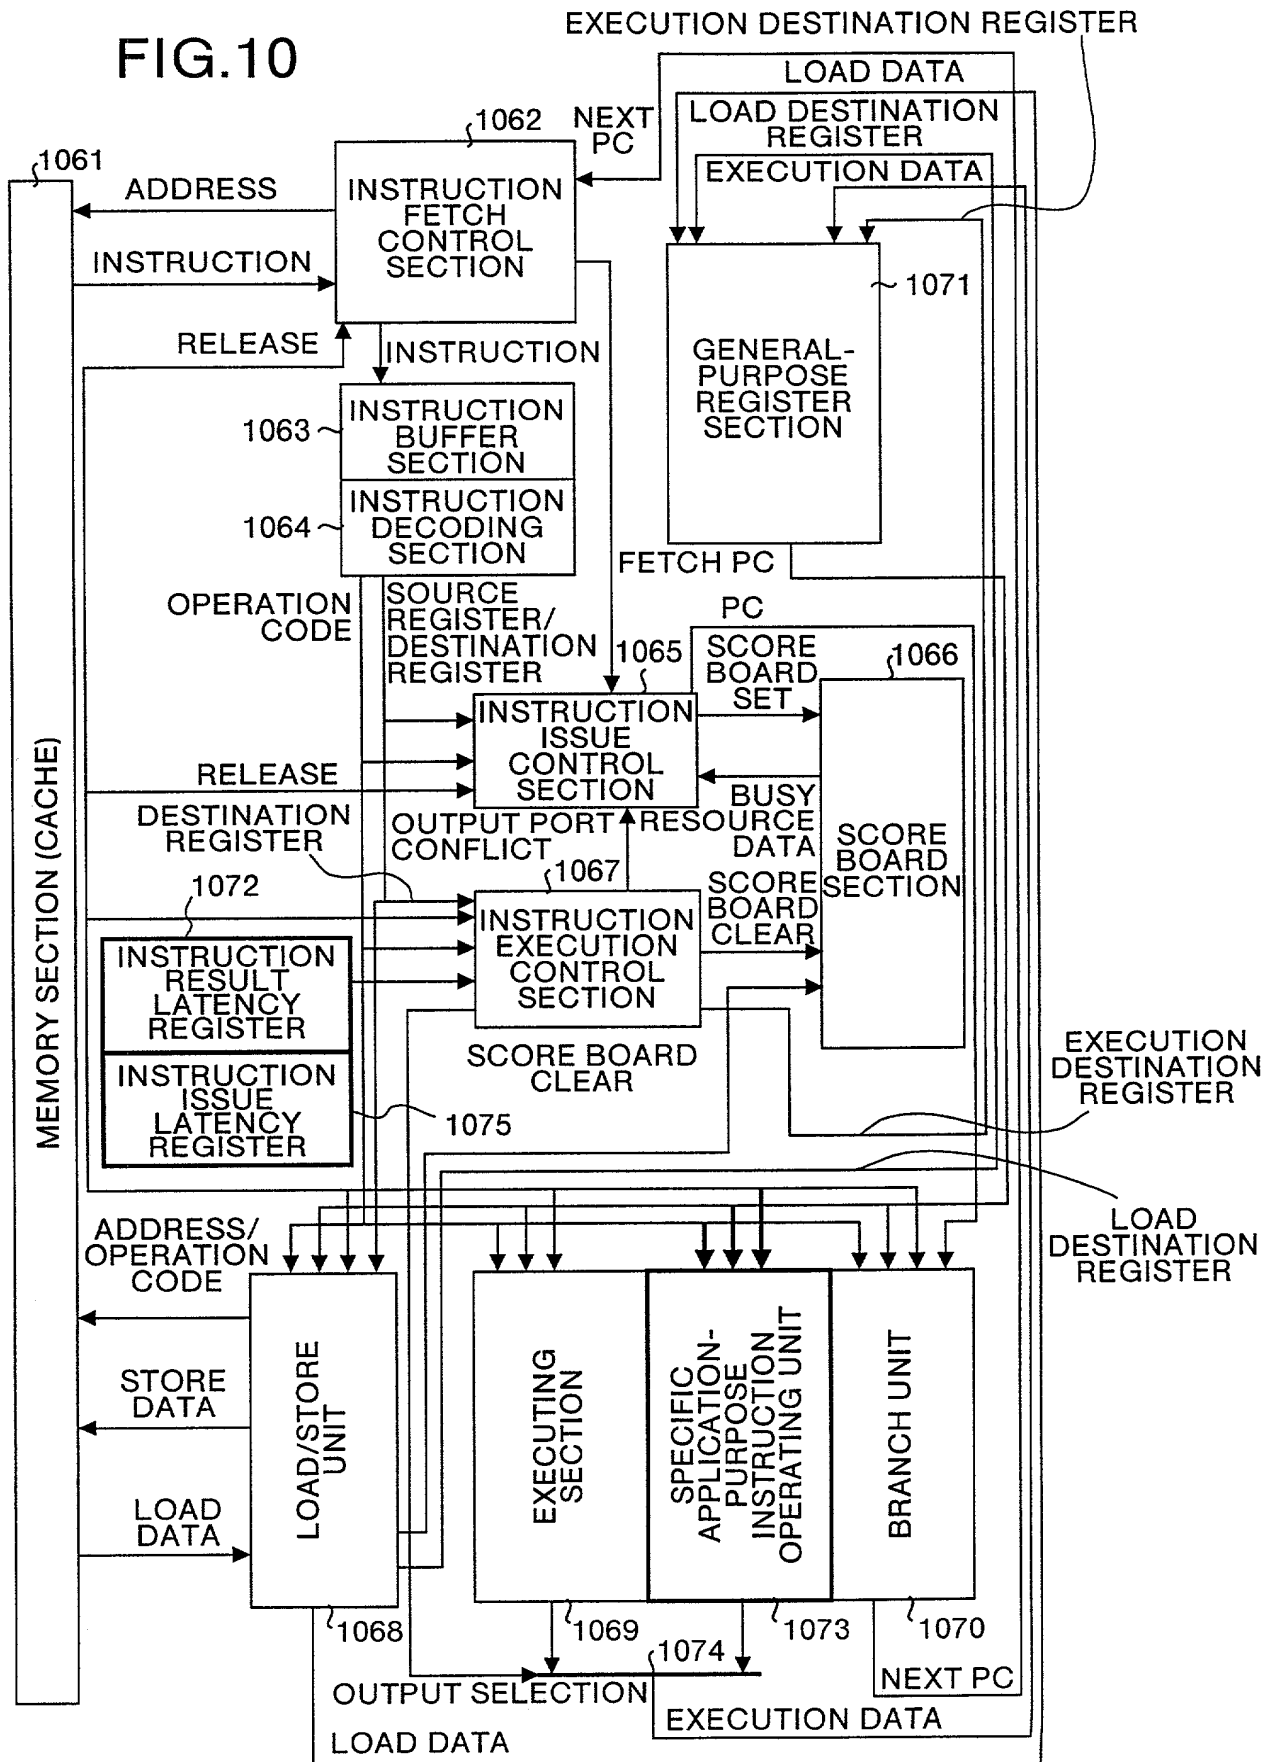 FIG.10
EXECUTION DESTINATION REGISTER
LOAD DATA
NEXT
PC
LOAD DESTINATION
REGISTER
EXECUTION DATA
1061
1062
ADDRESS
INSTRUCTION
FETCH
CONTROL
SECTION
INSTRUCTION
1071
RELEASE
INSTRUCTION
GENERAL-
PURPOSE
REGISTER
SECTION
1063
INSTRUCTION
BUFFER
SECTION
1064
INSTRUCTION
DECODING
SECTION
FETCH PC
OPERATION
CODE
SOURCE
REGISTER/
DESTINATION
REGISTER
PC
1065
SCORE
BOARD
SET
1066
INSTRUCTION
ISSUE
CONTROL
SECTION
MEMORY SECTION (CACHE)
RELEASE
DESTINATION
REGISTER
OUTPUT PORT
CONFLICT
BUSY
RESOURCE
DATA
SCORE
BOARD
SECTION
1072
1067
SCORE
BOARD
CLEAR
INSTRUCTION
EXECUTION
CONTROL
SECTION
INSTRUCTION
RESULT
LATENCY
REGISTER
SCORE BOARD
CLEAR
EXECUTION
DESTINATION
REGISTER
INSTRUCTION
ISSUE
LATENCY
REGISTER
1075
ADDRESS/
OPERATION
CODE
LOAD
DESTINATION
REGISTER
STORE
DATA
LOAD
DATA
LOAD/STORE
UNIT
EXECUTING
SECTION
SPECIFIC
APPLICATION-
PURPOSE
INSTRUCTION
OPERATING UNIT
BRANCH UNIT
1068
1069
1074
1073
1070
OUTPUT SELECTION
NEXT PC
EXECUTION DATA
LOAD DATA